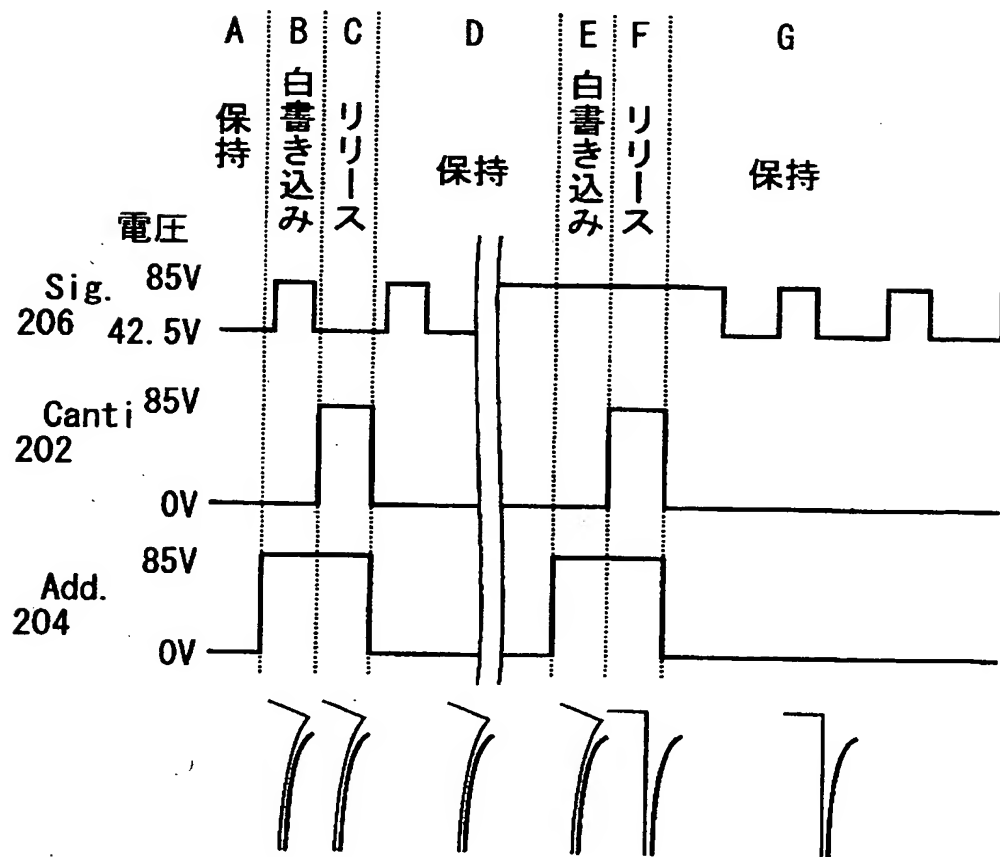 A B C D E F G
保持
白書き込み
リリース
保持
白書き込み
リリース
保持
電圧
Sig. 85V
206 42.5V
Canti 85V
202
0V
85V
Add.
204
0V